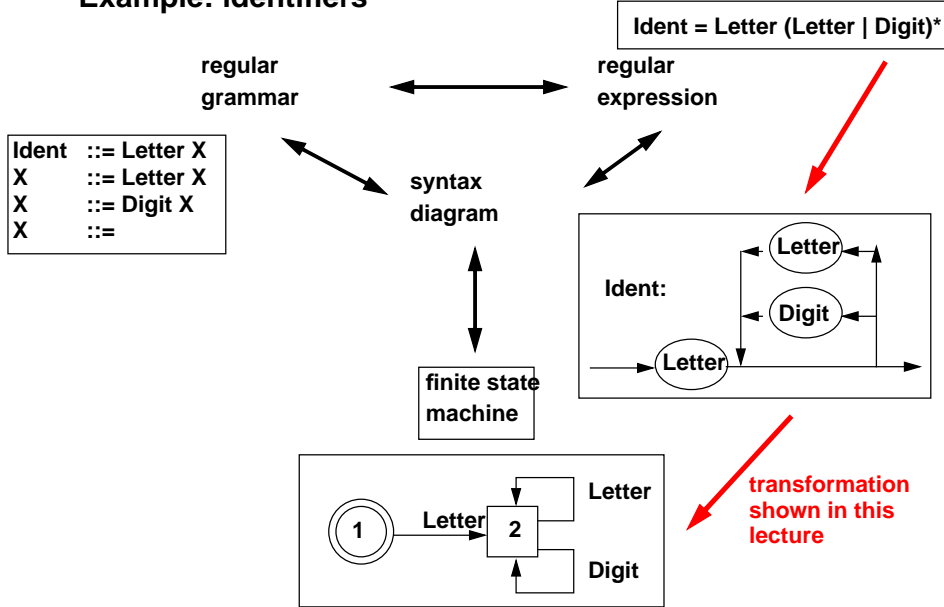 Example: Identifiers
Ident = Letter (Letter | Digit)*
regular
grammar
regular
expression
Ident ::= Letter X
X ::= Letter X
X ::= Digit X
X ::=
syntax
diagram
Ident:
Letter
Digit
Letter
finite state
machine
1
Letter
2
Letter
Digit
transformation
shown in this
lecture